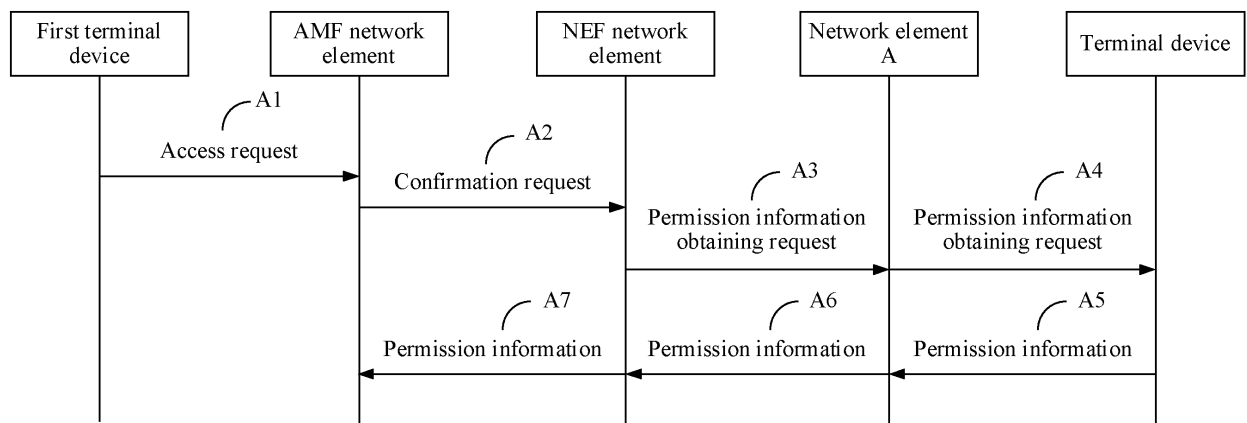 First terminal
device
AMF network
element
NEF network
element
Network element
A
Terminal device
A1
Access request
A2
Confirmation request
A3
Permission information
obtaining request
A4
Permission information
obtaining request
A7
Permission information
A6
Permission information
A5
Permission information